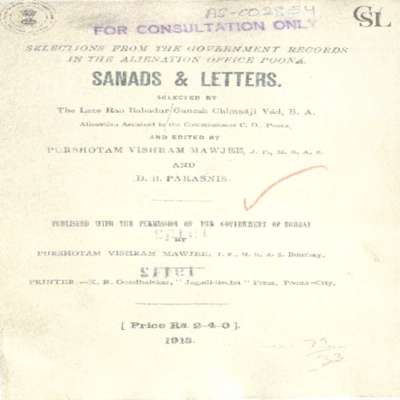 AS-002854
CSL
FOR CONSULTATION ONLY
SELECTIONS FROM THE GOVERNMENT RECORDS
IN THE ALIENATION OFFICE POONA.
SANADS & LETTERS.
SELECTED BY
The Late Rao Bahadur Ganesh Chimnaji Vad, B. A.
Alienation Assistant to the Commissioner C. D., Poona,
AND EDITED BY
PURSHOTAM VISHRAM MAWJEE, J. P., M. R. A. S.
AND
D. B. PARASNIS.
PUBLISHED WITH THE PERMISSION OF THE GOVERNMENT OF BOMBAY
BY
PURSHOTAM VISHRAM MAWJEE, J. P., M. R. A. S. Bombay.
PRINTER:—K. R. Gondhalekar, "Jagadhitechu" Press, Poona-City.
[ Price Rs. 2-4-0 ].
1913.